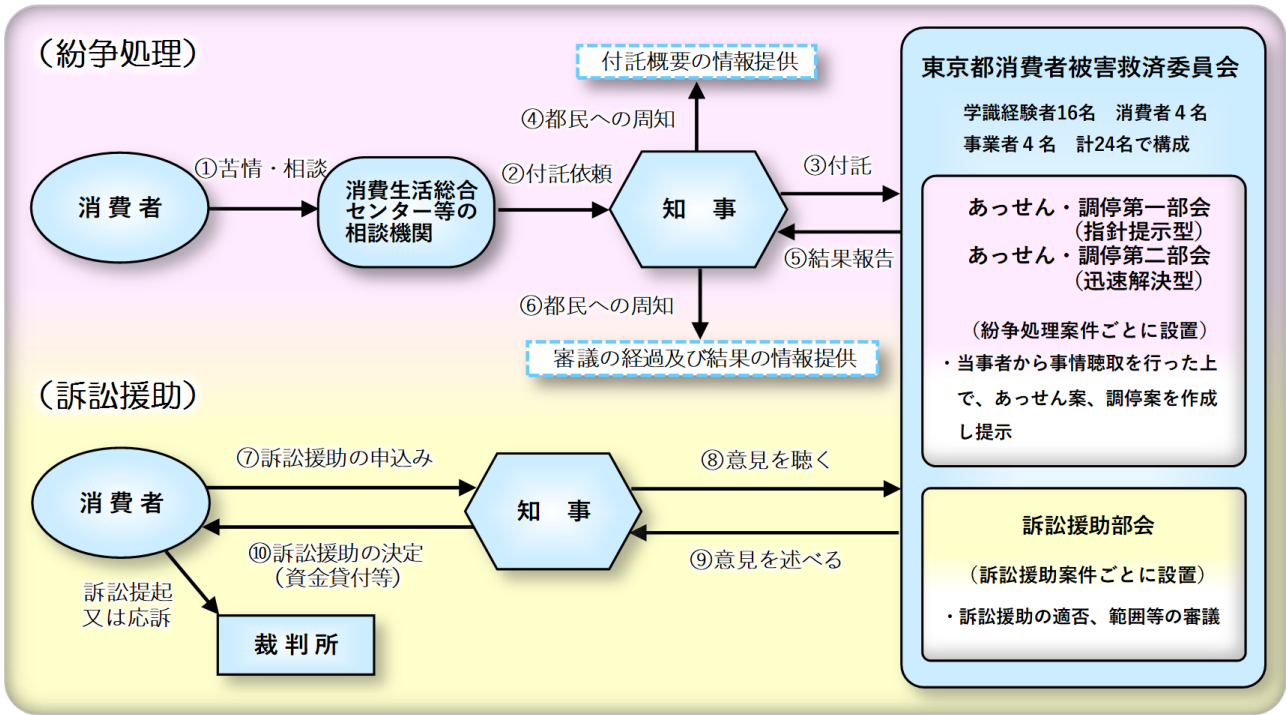 （紛争処理）
付託概要の情報提供
④都民への周知
①苦情・相談
②付託依頼
③付託
消費者
消費生活総合
センター等の
相談機関
知　事
⑤結果報告
⑥都民への周知
審議の経過及び結果の情報提供
東京都消費者被害救済委員会
学識経験者16名　消費者４名
事業者４名　計24名で構成
あっせん・調停第一部会
（指針提示型）
あっせん・調停第二部会
（迅速解決型）
（紛争処理案件ごとに設置）
・当事者から事情聴取を行った上
で、あっせん案、調停案を作成
し提示
（訴訟援助）
⑦訴訟援助の申込み
⑧意見を聴く
消費者
知　事
⑩訴訟援助の決定
（資金貸付等）
⑨意見を述べる
訴訟提起
又は応訴
裁判所
訴訟援助部会
（訴訟援助案件ごとに設置）
・訴訟援助の適否、範囲等の審議